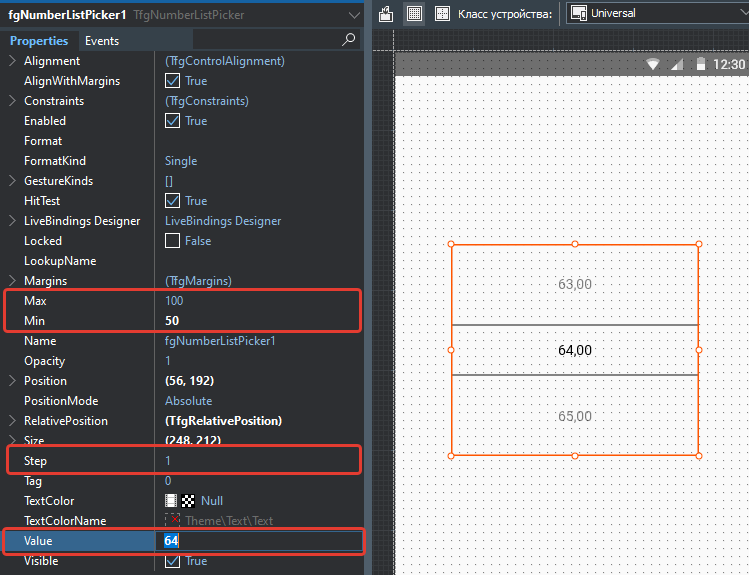 fgNumberListPicker1 TfgNumberListPicker
Properties Events
Alignment (TfgControlAlignment)
AlignWithMargins True
Constraints (TfgConstraints)
Enabled True
Format
FormatKind Single
GestureKinds []
HitTest True
LiveBindings Designer LiveBindings Designer
Locked False
LookupName
Margins (TfgMargins)
Max 100
Min 50
Name fgNumberListPicker1
Opacity 1
Position (56, 192)
PositionMode Absolute
RelativePosition (TfgRelativePosition)
Size (248, 212)
Step 1
Tag 0
TextColor Null
TextColorName Theme\Text\Text
Value 64
Visible True
Класс устройства: Universal
12:30
63,00
64,00
65,00